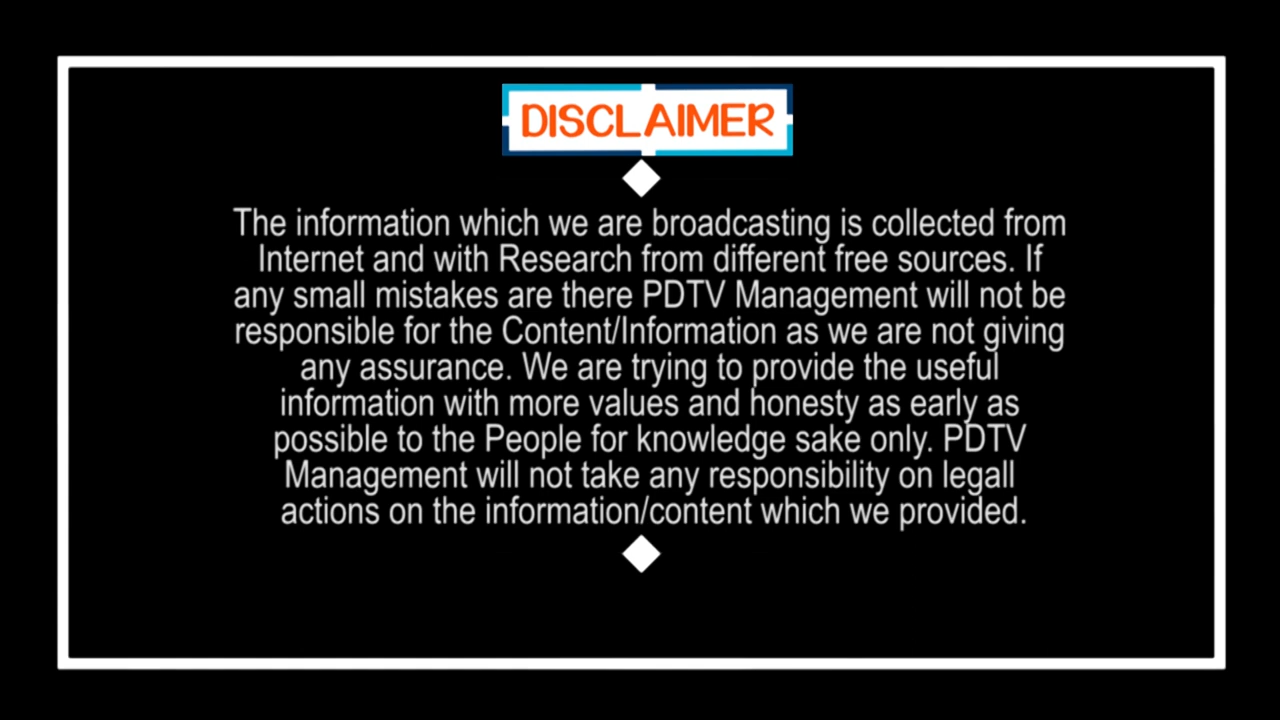 DISCLAIMER
The information which we are broadcasting is collected from
Internet and with Research from different free sources. If
any small mistakes are there PDTV Management will not be
responsible for the Content/Information as we are not giving
any assurance. We are trying to provide the useful
information with more values and honesty as early as
possible to the People for knowledge sake only. PDTV
Management will not take any responsibility on legall
actions on the information/content which we provided.